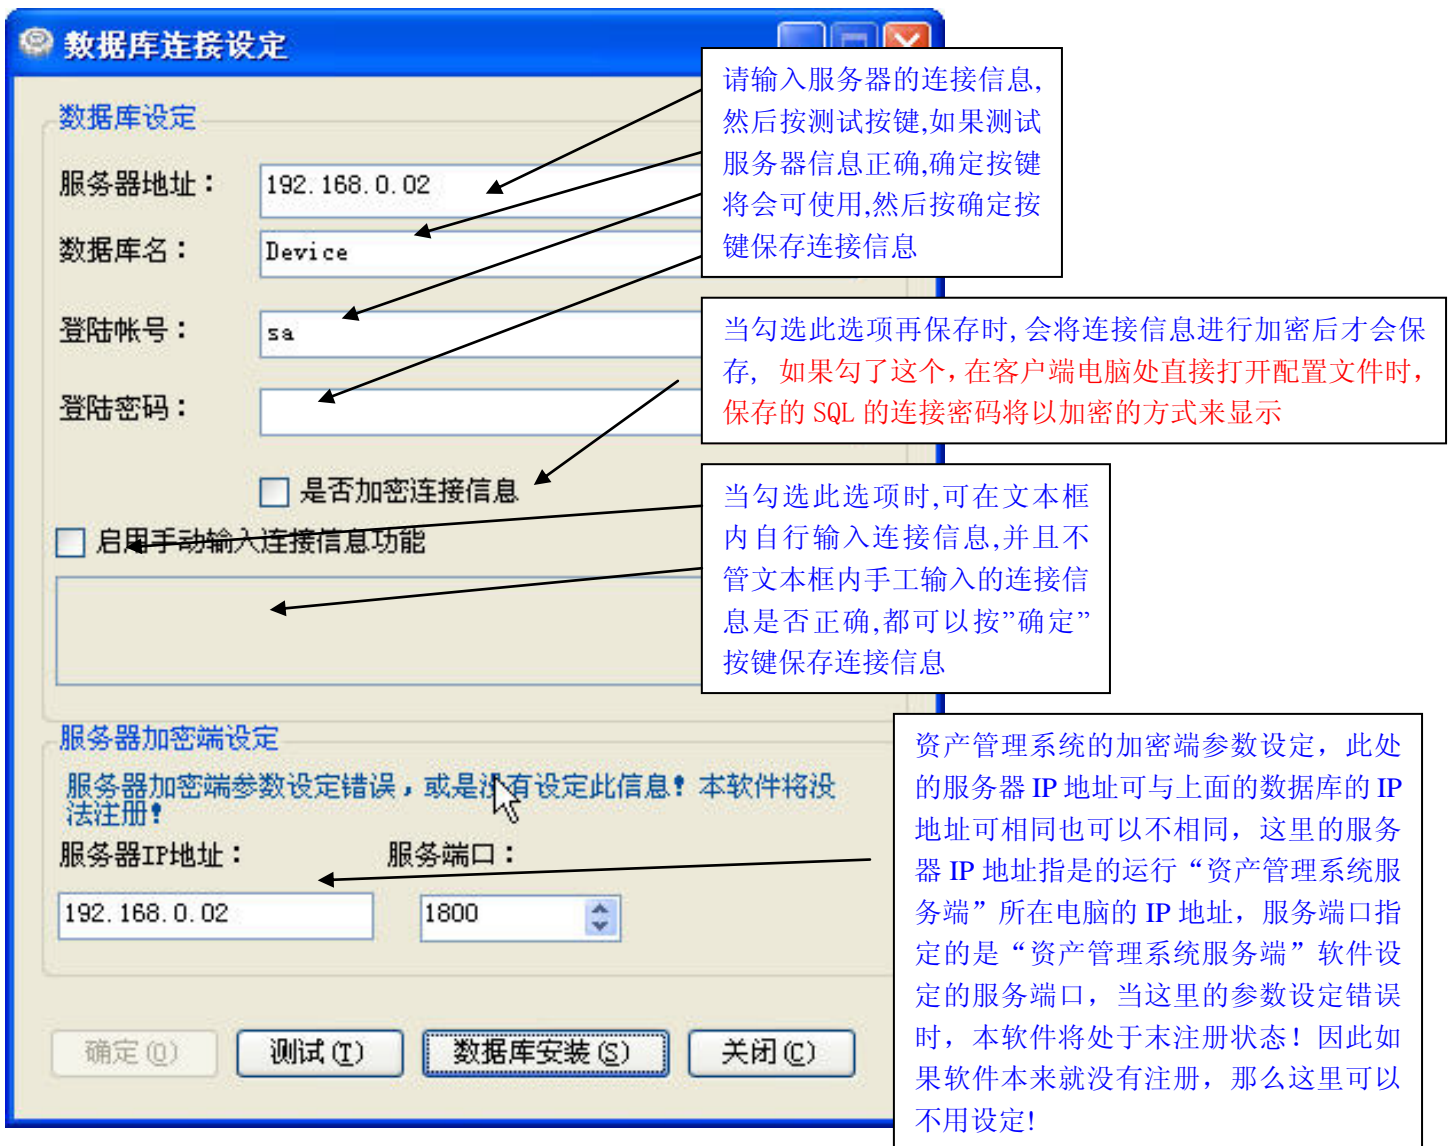 数据库连接设定
数据库设定
服务器地址：
192.168.0.02
数据库名：
Device
登陆帐号：
sa
登陆密码：
是否加密连接信息
启用手动输入连接信息功能
请输入服务器的连接信息,
然后按测试按键,如果测试
服务器信息正确,确定按键
将会可使用,然后按确定按
键保存连接信息
当勾选此选项再保存时,会将连接信息进行加密后才会保
存, 如果勾了这个,在客户端电脑处直接打开配置文件时,
保存的 SQL 的连接密码将以加密的方式来显示
当勾选此选项时,可在文本框
内自行输入连接信息,并且不
管文本框内手工输入的连接信
息是否正确,都可以按”确定”
按键保存连接信息
服务器加密端设定
服务器加密端参数设定错误，或是没有设定此信息！本软件将没
法注册！
服务器IP地址：
服务端口：
192.168.0.02
1800
资产管理系统的加密端参数设定，此处
的服务器 IP 地址可与上面的数据库的 IP
地址可相同也可以不相同，这里的服务
器 IP 地址指是的运行“资产管理系统服
务端”所在电脑的 IP 地址，服务端口指
定的是“资产管理系统服务端”软件设
定的服务端口，当这里的参数设定错误
时，本软件将处于末注册状态！因此如
果软件本来就没有注册，那么这里可以
不用设定!
确定(O)
测试(T)
数据库安装(S)
关闭(C)